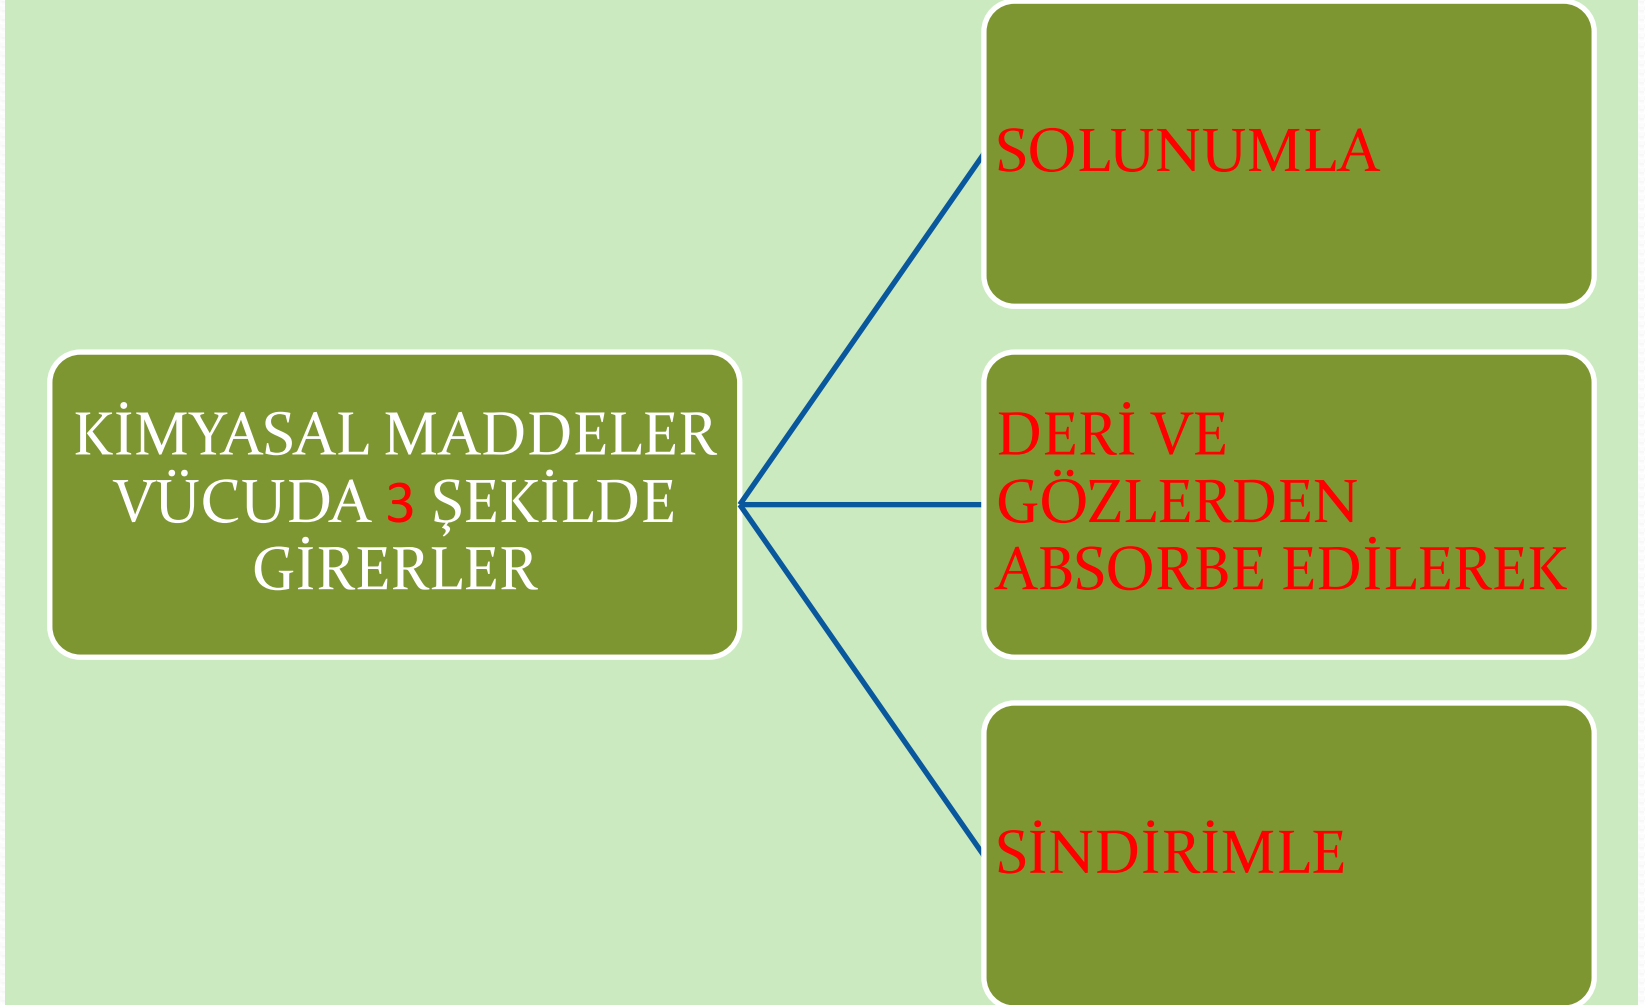 KİMYASAL MADDELER
VÜCUDA 3 ŞEKİLDE
GİRERLER
SOLUNUMLA
DERİ VE
GÖZLERDEN
ABSORBE EDİLEREK
SİNDİRİMLE